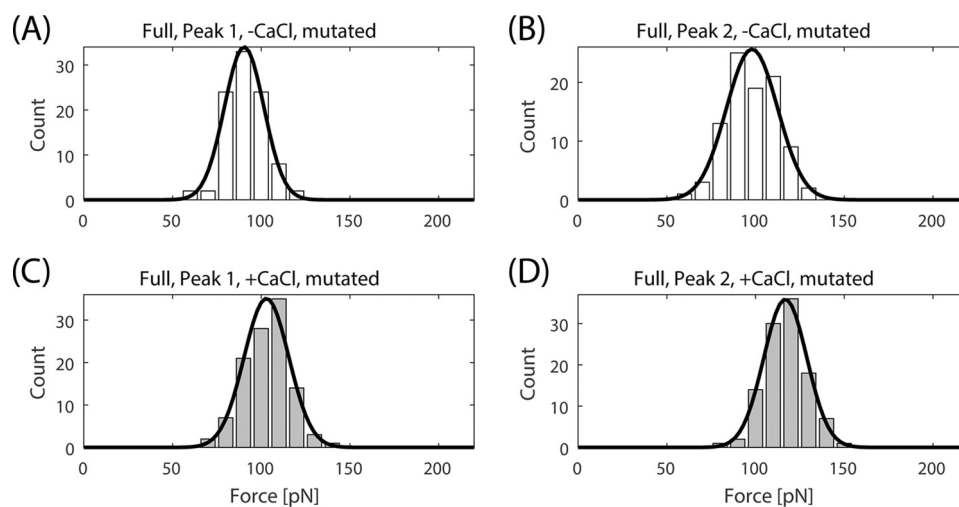 (A)
Full, Peak 1, -CaCl, mutated
Count
30
20
10
0
0 50 100 150 200
(B)
Full, Peak 2, -CaCl, mutated
Count
20
10
0
0 50 100 150 200
(C)
Full, Peak 1, +CaCl, mutated
Count
30
20
10
0
0 50 100 150 200
Force [pN]
(D)
Full, Peak 2, +CaCl, mutated
Count
30
20
10
0
0 50 100 150 200
Force [pN]